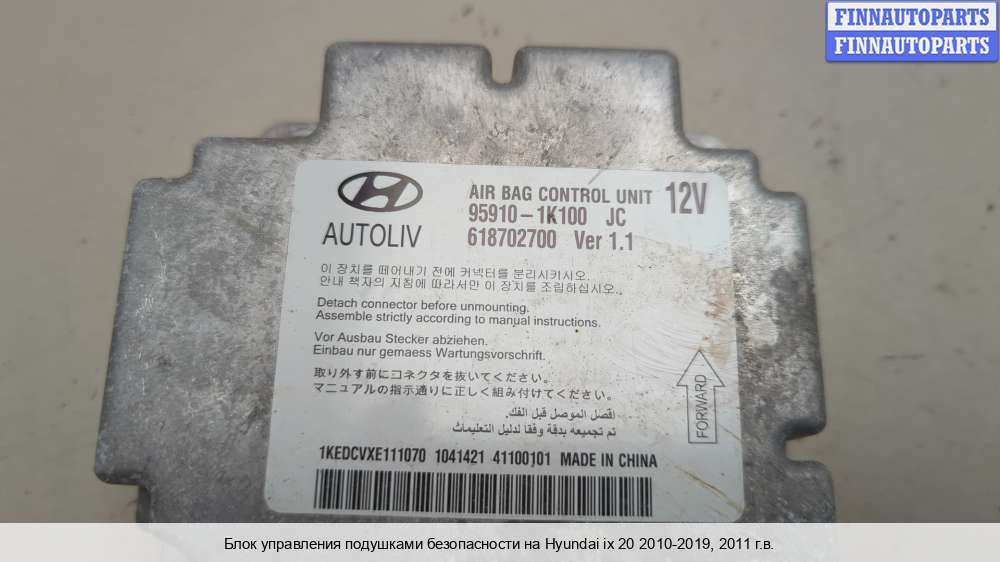 FINNAUTOPARTS
FINNAUTOPARTS
AIR BAG CONTROL UNIT 12V
95910-1K100 JC
AUTOLIV 618702700 Ver 1.1
이 장치를 떼어내기 전에 커넥터를 분리시키시오.
안내 책자의 지침에 따라서만 이 장치를 조립하십시오.
Detach connector before unmounting.
Assemble strictly according to manual instructions.
Vor Ausbau Stecker abziehen.
Einbau nur gemaess Wartungsvorschrift.
取り外す前にコネクタを抜いてください。
マニュアルの指示通りに正しく組み付けてください。
افصل الموصل قبل الفك.
تم تجميعه بدقة وفقا لدليل التعليمات
FORWARD
1KEDCVXE111070 1041421 41100101 MADE IN CHINA
Блок управления подушками безопасности на Hyundai ix 20 2010-2019, 2011 г.в.